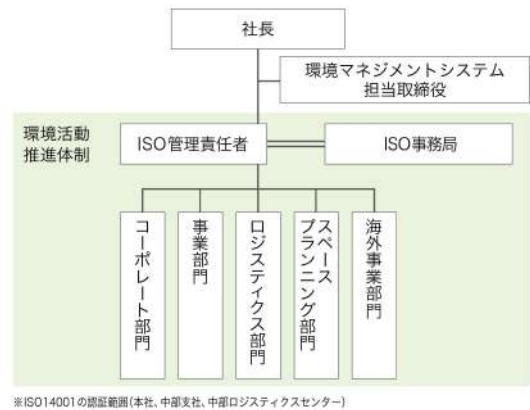 社長
環境マネジメントシステム
担当取締役
環境活動
推進体制
ISO管理責任者
ISO事務局
コーポレート部門
事業部門
ロジスティクス部門
スペース
プランニング部門
海外事業部門
※ISO14001の認証範囲(本社、中部支社、中部ロジスティクスセンター)